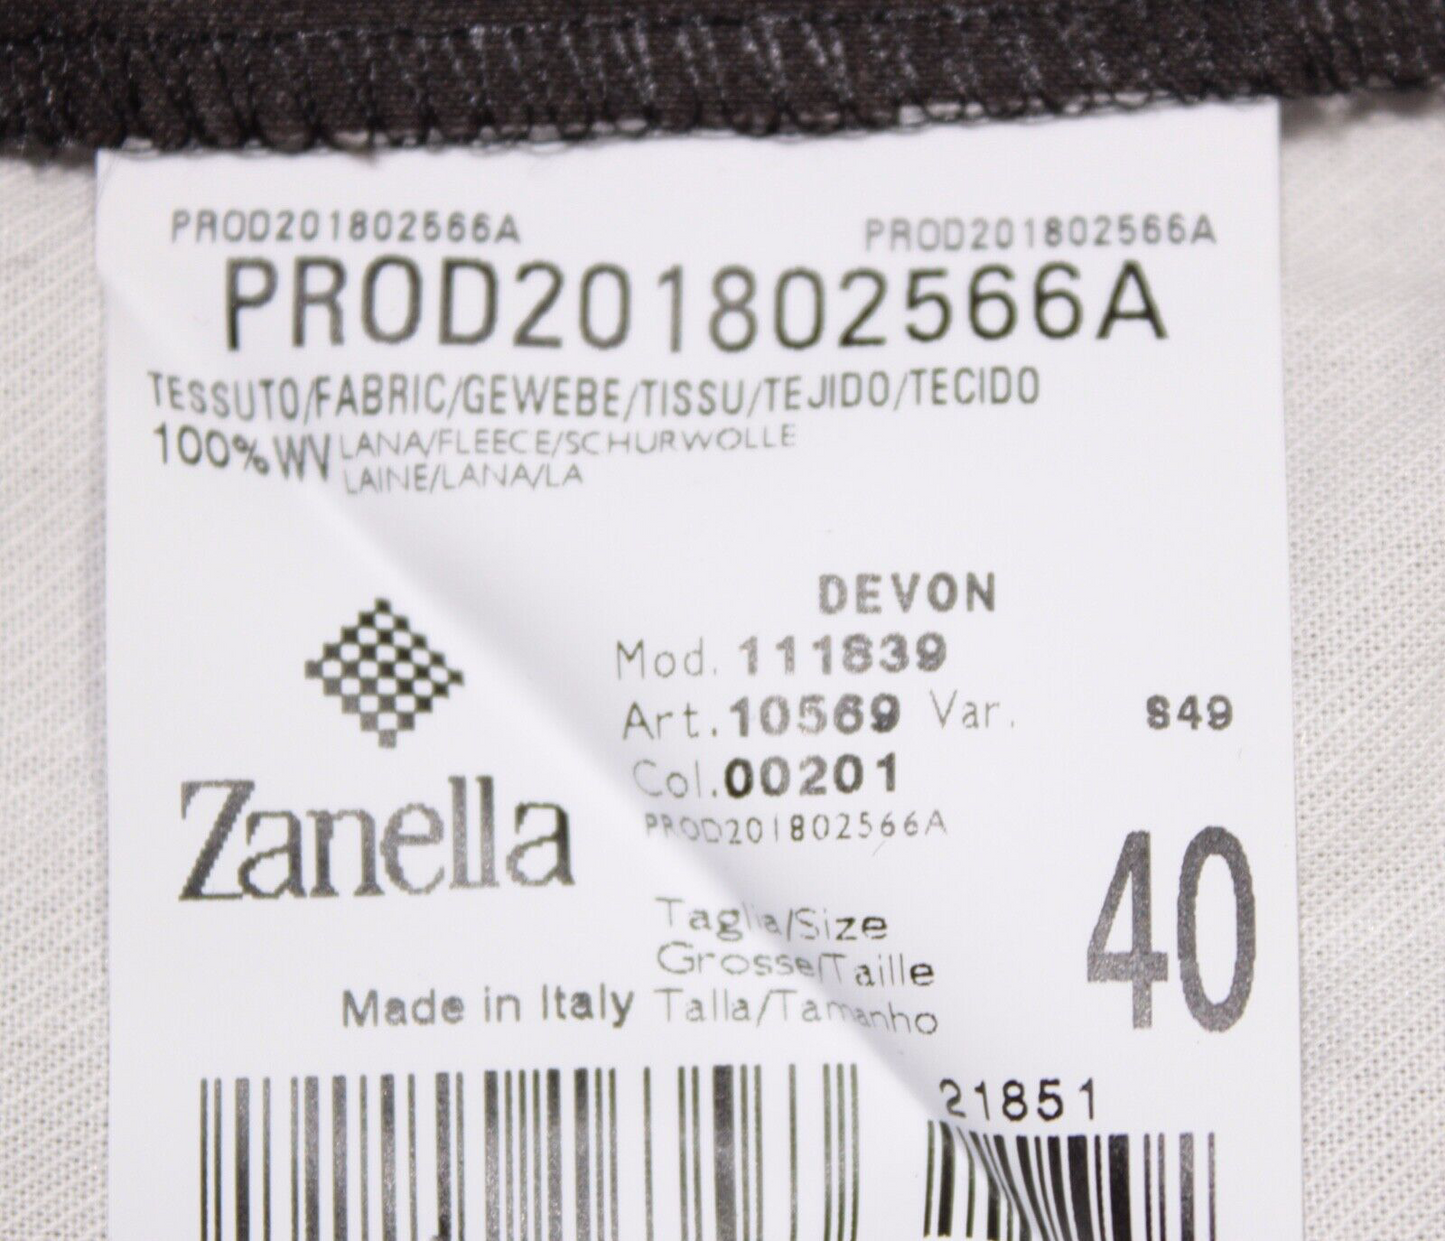 PROD201802566A PROD201802566A
PROD201802566A
TESSUTO/FABRIC/GEWEBE/TISSU/TEJIDO/TECIDO
100%WV LANA/FLEECE/SCHURWOLLE
LAINE/LANA/LA
DEVON
Mod. 111839
Art. 10569 Var. S49
Col. 00201
PROD201802566A
Zanella
40
Taglia/Size
Grosse/Taille
Made in Italy Talla/Tamanho
21851